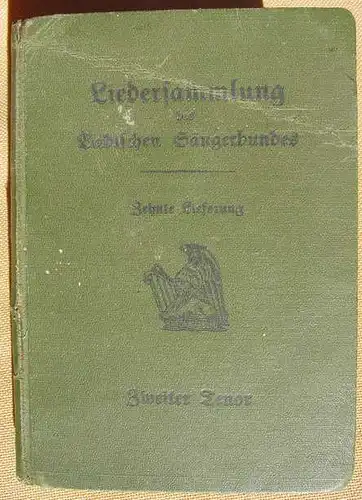 Liedersammlung
des
Badischen Sängerbundes
Zehnte Lieferung
Zweiter Tenor